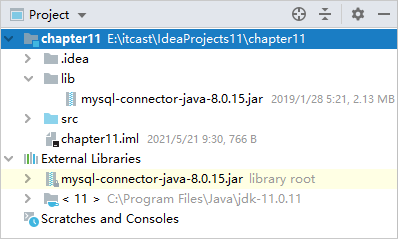 Project
chapter11 E:\itcast\IdeaProjects11\chapter11
.idea
lib
mysql-connector-java-8.0.15.jar 2019/1/28 5:21, 2.13 MB
src
chapter11.iml 2021/5/21 9:30, 766 B
External Libraries
mysql-connector-java-8.0.15.jar library root
< 11 > C:\Program Files\Java\jdk-11.0.11
Scratches and Consoles